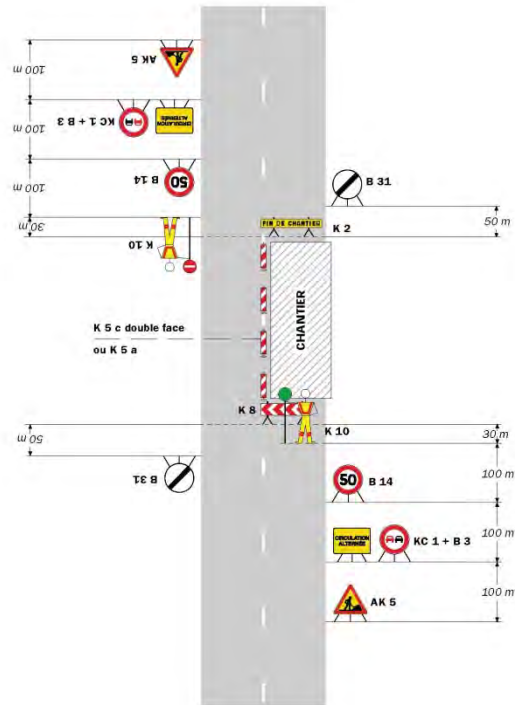 100 m
AK 5
100 m
KC 1 + B 3
CIRCULATION
ALTERNÉE
100 m
B 14
50
30 m
K 10
B 31
50 m
FIN DE CHANTIER
K 2
K 5 c double face
ou K 5 a
CHANTIER
K 8
K 10
50 m
30 m
B 31
100 m
50
B 14
100 m
CIRCULATION
ALTERNÉE
KC 1 + B 3
100 m
AK 5